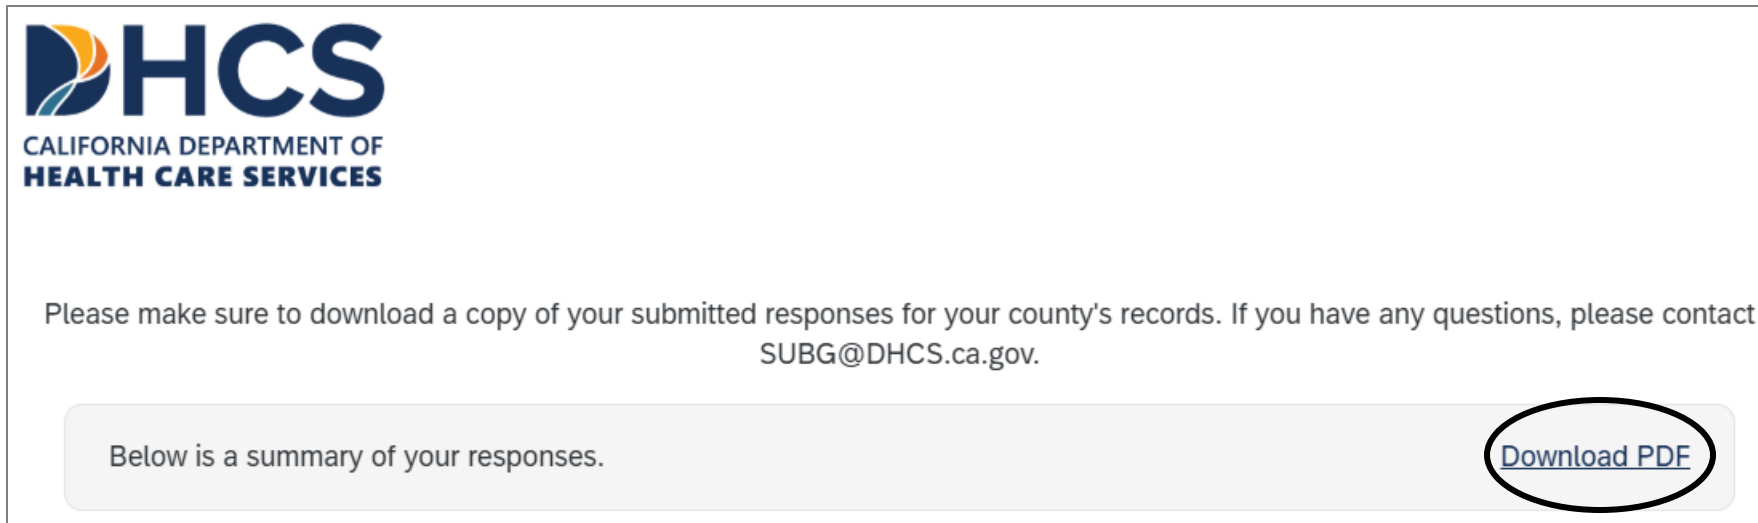 DHCS
CALIFORNIA DEPARTMENT OF
HEALTH CARE SERVICES
Please make sure to download a copy of your submitted responses for your county's records. If you have any questions, please contact
SUBG@DHCS.ca.gov.
Below is a summary of your responses.
Download PDF